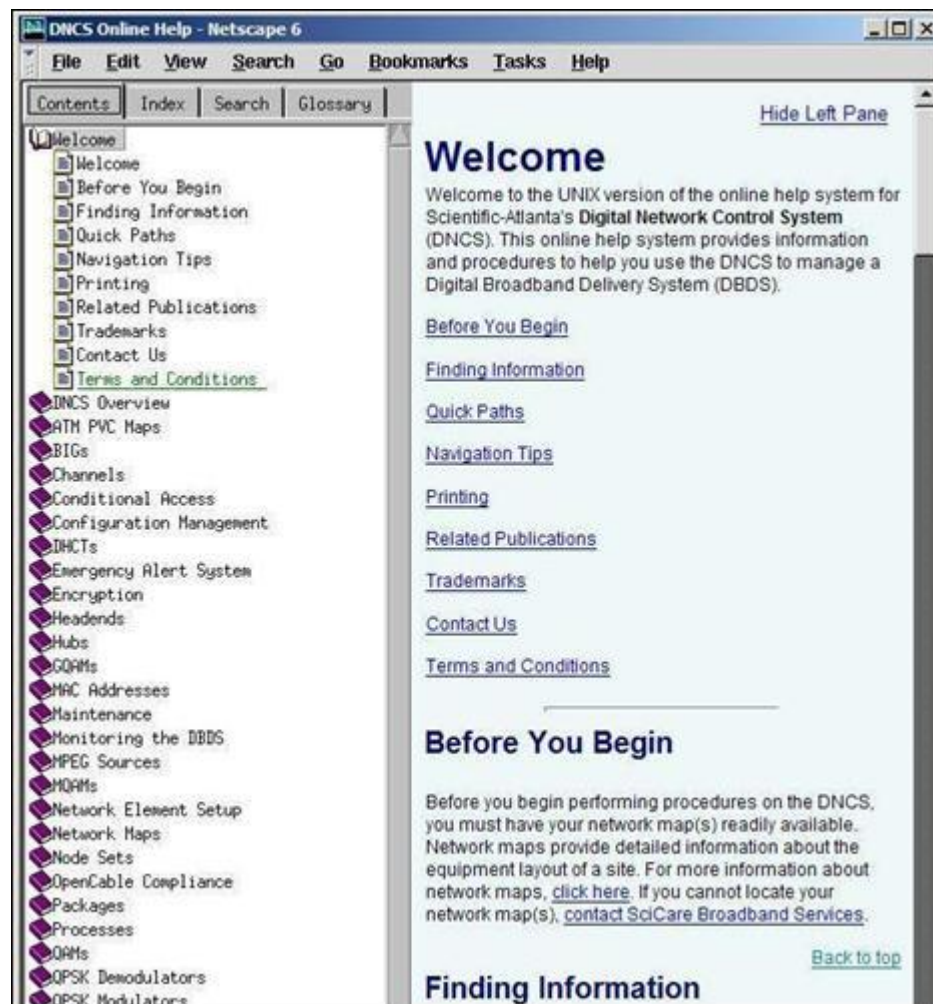 DNCS Online Help - Netscape 6
File Edit View Search Go Bookmarks Tasks Help
Contents Index Search Glossary
Welcome
Welcome
Before You Begin
Finding Information
Quick Paths
Navigation Tips
Printing
Related Publications
Trademarks
Contact Us
Terms and Conditions
DNCS Overview
ATM PVC Maps
BIGs
Channels
Conditional Access
Configuration Management
DHCTs
Emergency Alert System
Encryption
Headends
Hubs
GQAMs
MAC Addresses
Maintenance
Monitoring the DBDS
MPEG Sources
MQAMs
Network Element Setup
Network Maps
Node Sets
OpenCable Compliance
Packages
Processes
QAMs
QPSK Demodulators
QPSK Modulators
Hide Left Pane
Welcome
Welcome to the UNIX version of the online help system for
Scientific-Atlanta's Digital Network Control System
(DNCS). This online help system provides information
and procedures to help you use the DNCS to manage a
Digital Broadband Delivery System (DBDS).
Before You Begin
Finding Information
Quick Paths
Navigation Tips
Printing
Related Publications
Trademarks
Contact Us
Terms and Conditions
Before You Begin
Before you begin performing procedures on the DNCS,
you must have your network map(s) readily available.
Network maps provide detailed information about the
equipment layout of a site. For more information about
network maps, click here. If you cannot locate your
network map(s), contact SciCare Broadband Services.
Back to top
Finding Information